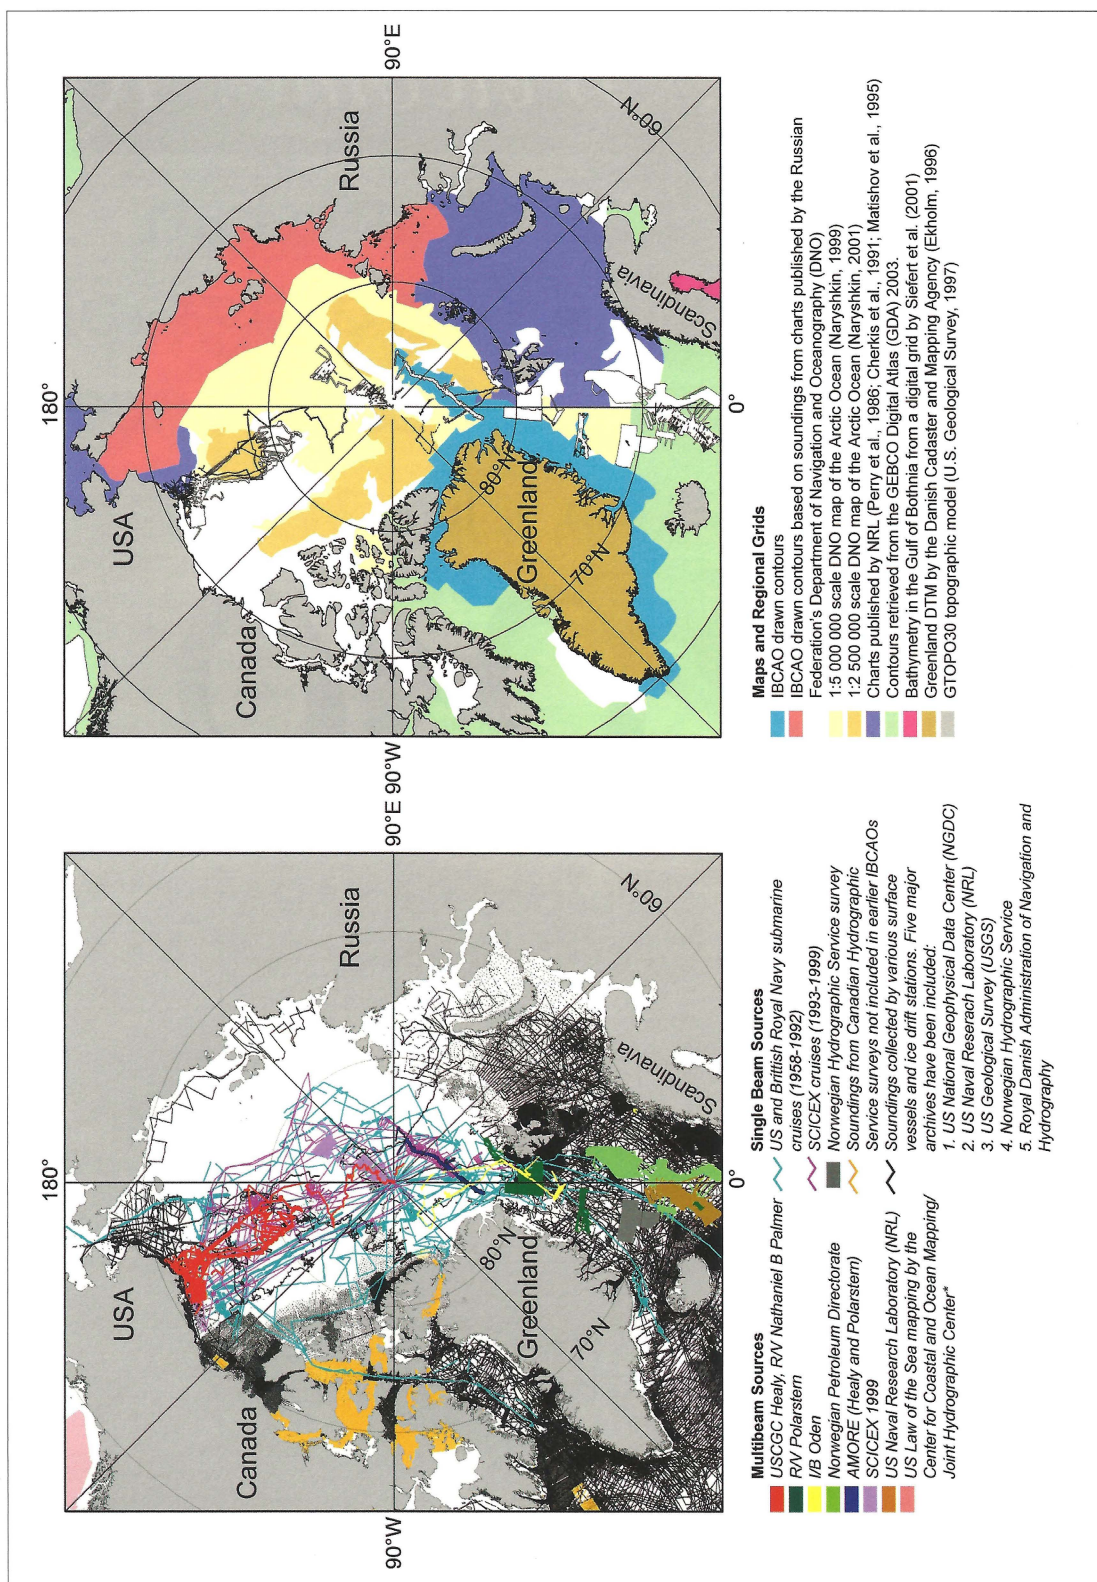 180°
USA
Russia
Canada
90°W
90°E
80°N
Greenland
70°N
60°N
Scandinavia
0°
Multibeam Sources
USCGC Healy, R/V Nathaniel B Palmer
R/V Polarstern
I/B Oden
Norwegian Petroleum Directorate
AMORE (Healy and Polarstern)
SCICEX 1999
US Naval Research Laboratory (NRL)
US Law of the Sea mapping by the
Center for Coastal and Ocean Mapping/
Joint Hydrographic Center*
Single Beam Sources
US and Brittish Royal Navy submarine
cruises (1958-1992)
SCICEX cruises (1993-1999)
Norwegian Hydrographic Service survey
Soundings from Canadian Hydrographic
Service surveys not included in earlier IBCAOs
Soundings collected by various surface
vessels and ice drift stations. Five major
archives have been included:
1. US National Geophysical Data Center (NGDC)
2. US Naval Reserach Laboratory (NRL)
3. US Geological Survey (USGS)
4. Norwegian Hydrographic Service
5. Royal Danish Administration of Navigation and
Hydrography
180°
USA
Russia
Canada
90°W
90°E
80°N
Greenland
70°N
60°N
Scandinavia
0°
Maps and Regional Grids
IBCAO drawn contours
IBCAO drawn contours based on soundings from charts published by the Russian
Federation's Department of Navigation and Oceanography (DNO)
1:5 000 000 scale DNO map of the Arctic Ocean (Naryshkin, 1999)
1:2 500 000 scale DNO map of the Arctic Ocean (Naryshkin, 2001)
Charts published by NRL (Perry et al., 1986; Cherkis et al., 1991; Matishov et al., 1995)
Contours retrieved from the GEBCO Digital Atlas (GDA) 2003.
Bathymetry in the Gulf of Bothnia from a digital grid by Siefert et al. (2001)
Greenland DTM by the Danish Cadaster and Mapping Agency (Ekholm, 1996)
GTOPO30 topographic model (U.S. Geological Survey, 1997)